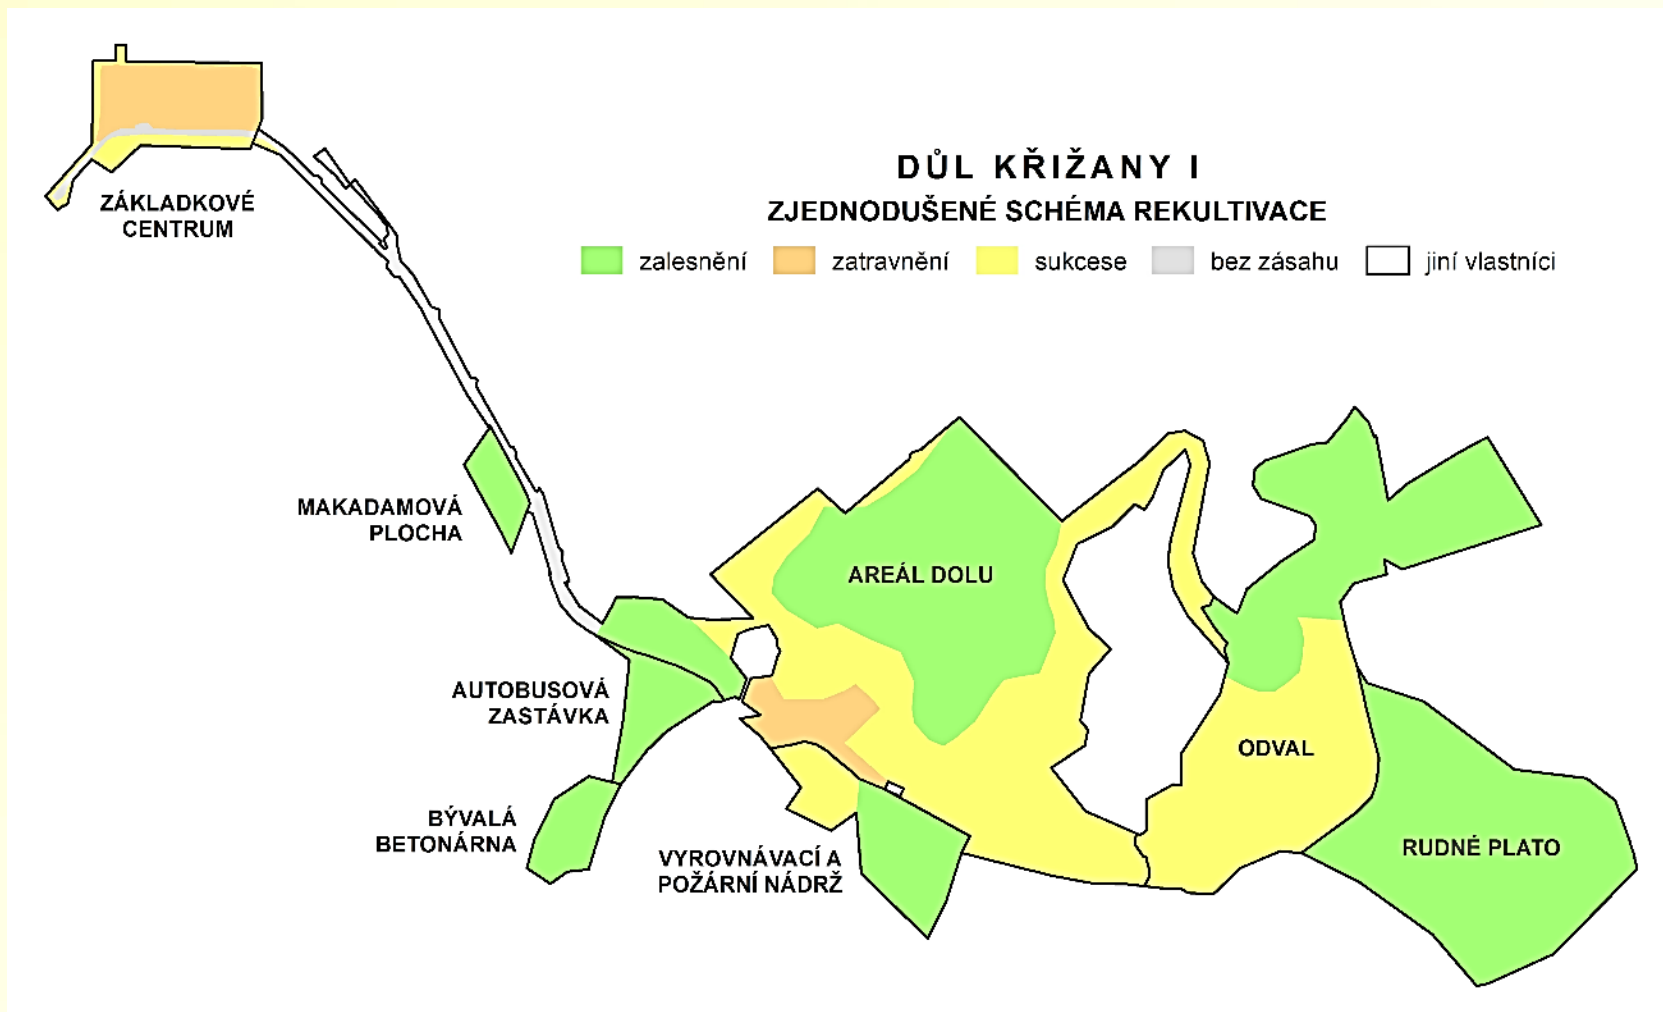 DŮL KŘIŽANY I
ZJEDNODUŠENÉ SCHÉMA REKULTIVACE
zalesnění zatravnění sukcese bez zásahu jiní vlastníci
ZÁKLADKOVÉ
CENTRUM
MAKADAMOVÁ
PLOCHA
AREÁL DOLU
AUTOBUSOVÁ
ZASTÁVKA
ODVAL
BÝVALÁ
BETONÁRNA
VYROVNÁVACÍ A
POŽÁRNÍ NÁDRŽ
RUDNÉ PLATO